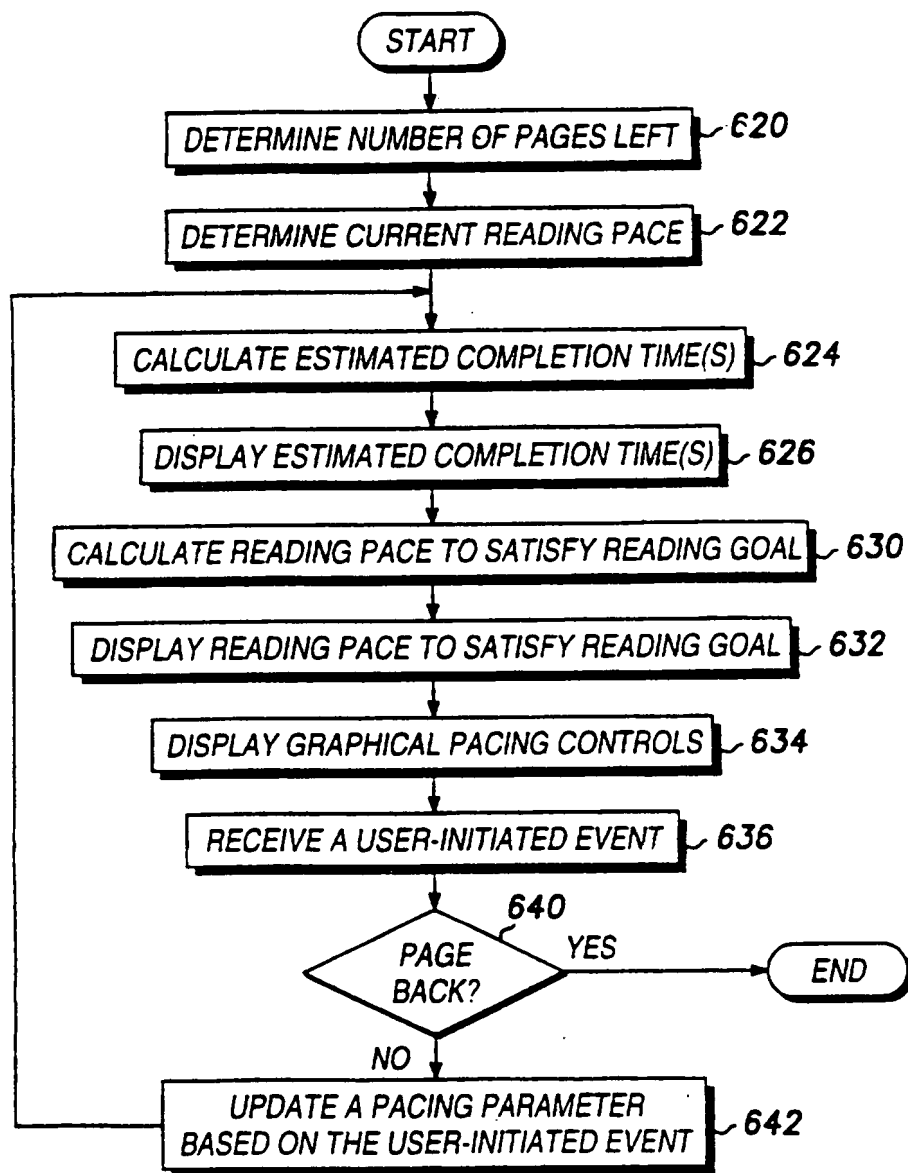 START
DETERMINE NUMBER OF PAGES LEFT 620
DETERMINE CURRENT READING PACE 622
CALCULATE ESTIMATED COMPLETION TIME(S) 624
DISPLAY ESTIMATED COMPLETION TIME(S) 626
CALCULATE READING PACE TO SATISFY READING GOAL 630
DISPLAY READING PACE TO SATISFY READING GOAL 632
DISPLAY GRAPHICAL PACING CONTROLS 634
RECEIVE A USER-INITIATED EVENT 636
640
PAGE
BACK?
YES
END
NO
UPDATE A PACING PARAMETER
BASED ON THE USER-INITIATED EVENT 642